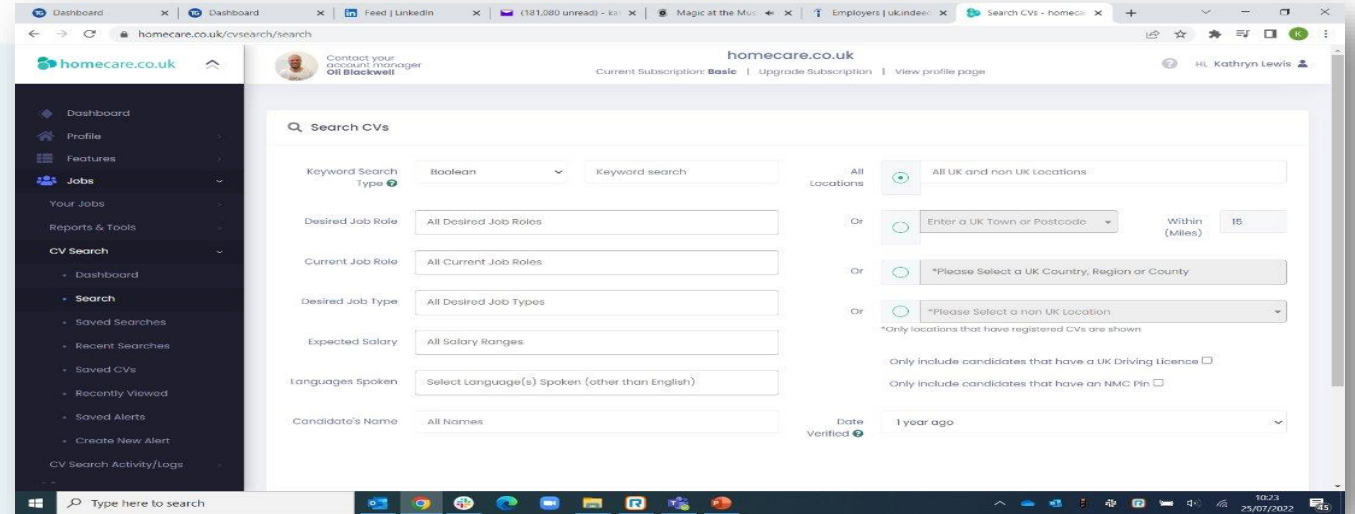 Dashboard
Dashboard
Feed | LinkedIn
(181,080 unread) - ka
Magic at the Mus
Employers | uk.indeed
Search CVs - homecar
homecare.co.uk/cvsearch/search
K
homecare.co.uk
Contact your
account manager
Oli Blackwell
homecare.co.uk
Current Subscription: Basic | Upgrade Subscription | View profile page
Hi, Kathryn Lewis
Dashboard
Profile
Features
Jobs
Your Jobs
Reports & Tools
CV Search
Dashboard
Search
Saved Searches
Recent Searches
Saved CVs
Recently Viewed
Saved Alerts
Create New Alert
CV Search Activity/Logs
Search CVs
Keyword Search
Type
Boolean
Keyword search
Desired Job Role
All Desired Job Roles
Current Job Role
All Current Job Roles
Desired Job Type
All Desired Job Types
Expected Salary
All Salary Ranges
Languages Spoken
Select Language(s) Spoken (other than English)
Candidate's Name
All Names
All
Locations
All UK and non UK Locations
Or
Enter a UK Town or Postcode
Within
(Miles)
15
Or
*Please Select a UK Country, Region or County
Or
*Please Select a non UK Location
*Only locations that have registered CVs are shown
Only include candidates that have a UK Driving Licence
Only include candidates that have an NMC Pin
Date
Verified
1 year ago
Type here to search
10:23
25/07/2022
45